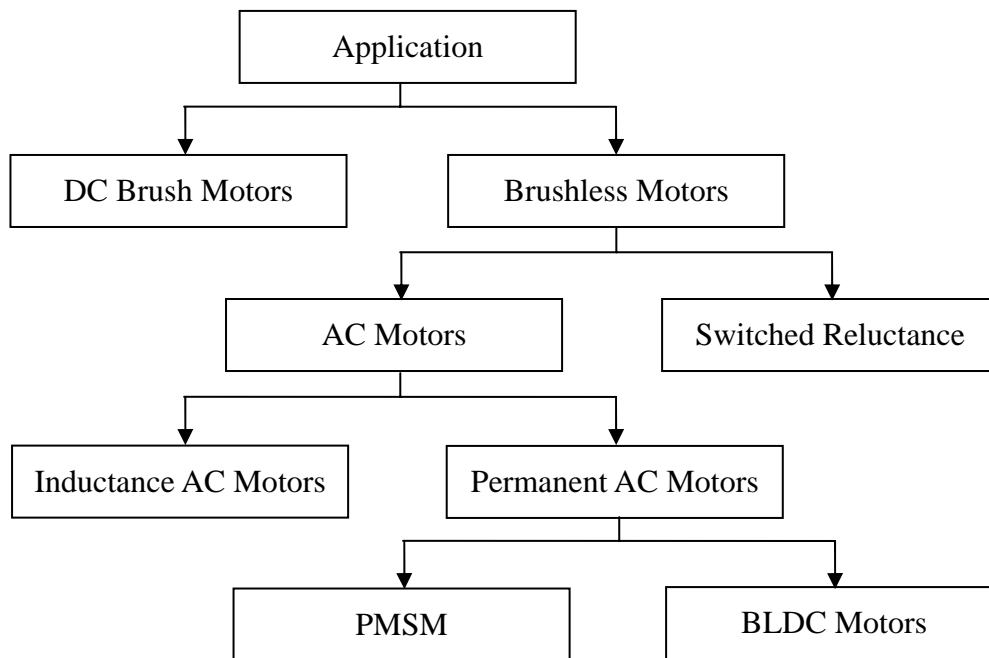 Application
DC Brush Motors
Brushless Motors
AC Motors
Switched Reluctance
Inductance AC Motors
Permanent AC Motors
PMSM
BLDC Motors